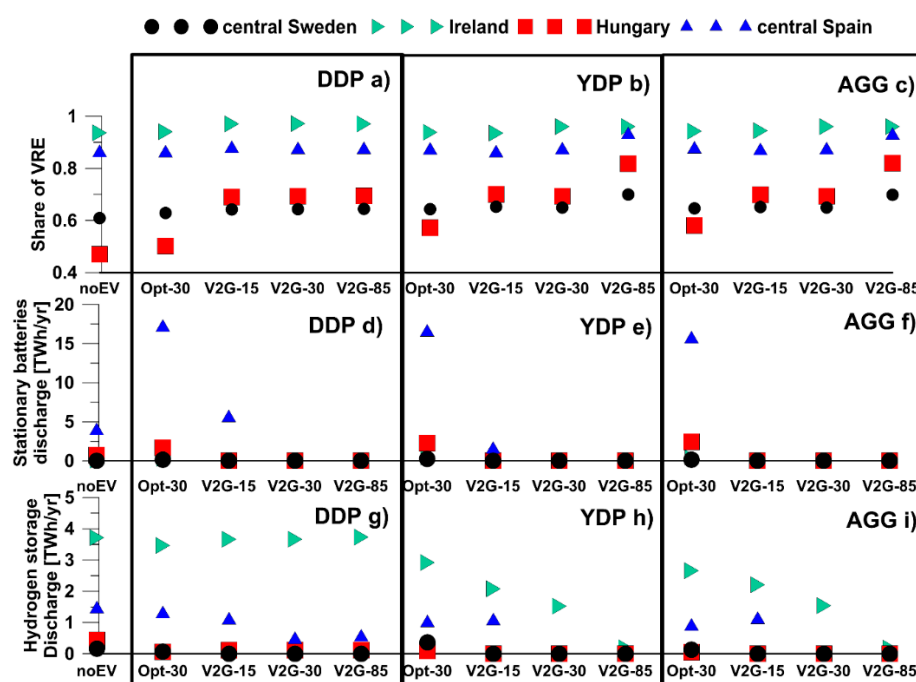 central Sweden Ireland Hungary central Spain
DDP a) YDP b) AGG c)
Share of VRE
1
0.8
0.6
0.4
noEV Opt-30 V2G-15 V2G-30 V2G-85 Opt-30 V2G-15 V2G-30 V2G-85 Opt-30 V2G-15 V2G-30 V2G-85
DDP d) YDP e) AGG f)
Stationary batteries
discharge [TWh/yr]
20
15
10
5
0
noEV Opt-30 V2G-15 V2G-30 V2G-85 Opt-30 V2G-15 V2G-30 V2G-85 Opt-30 V2G-15 V2G-30 V2G-85
DDP g) YDP h) AGG i)
Hydrogen storage
Discharge [TWh/yr]
5
4
3
2
1
0
noEV Opt-30 V2G-15 V2G-30 V2G-85 Opt-30 V2G-15 V2G-30 V2G-85 Opt-30 V2G-15 V2G-30 V2G-85